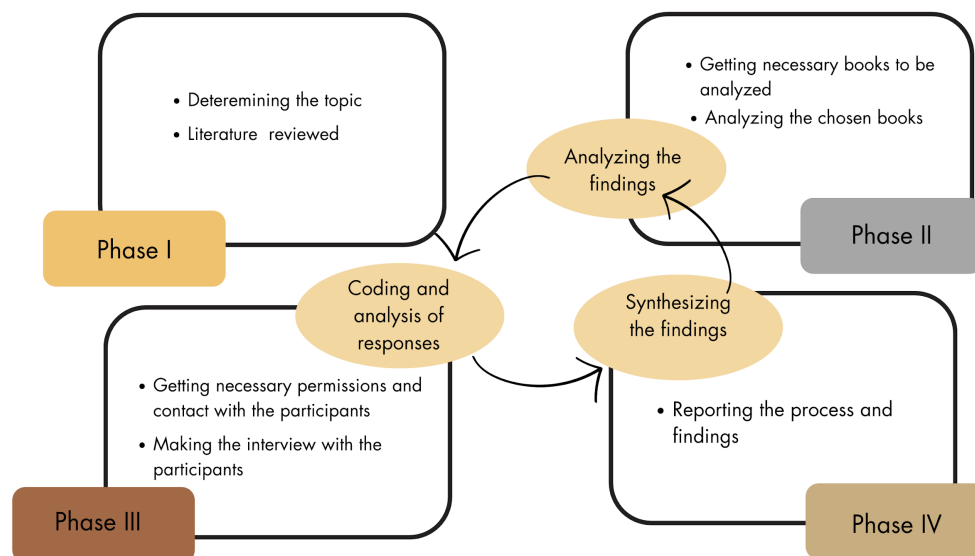 • Deteremining the topic
• Literature reviewed
Phase I
• Getting necessary books to be
analyzed
• Analyzing the chosen books
Analyzing the
findings
Phase II
Coding and
analysis of
responses
• Getting necessary permissions and
contact with the participants
• Making the interview with the
participants
Phase III
Synthesizing
the findings
• Reporting the process and
findings
Phase IV